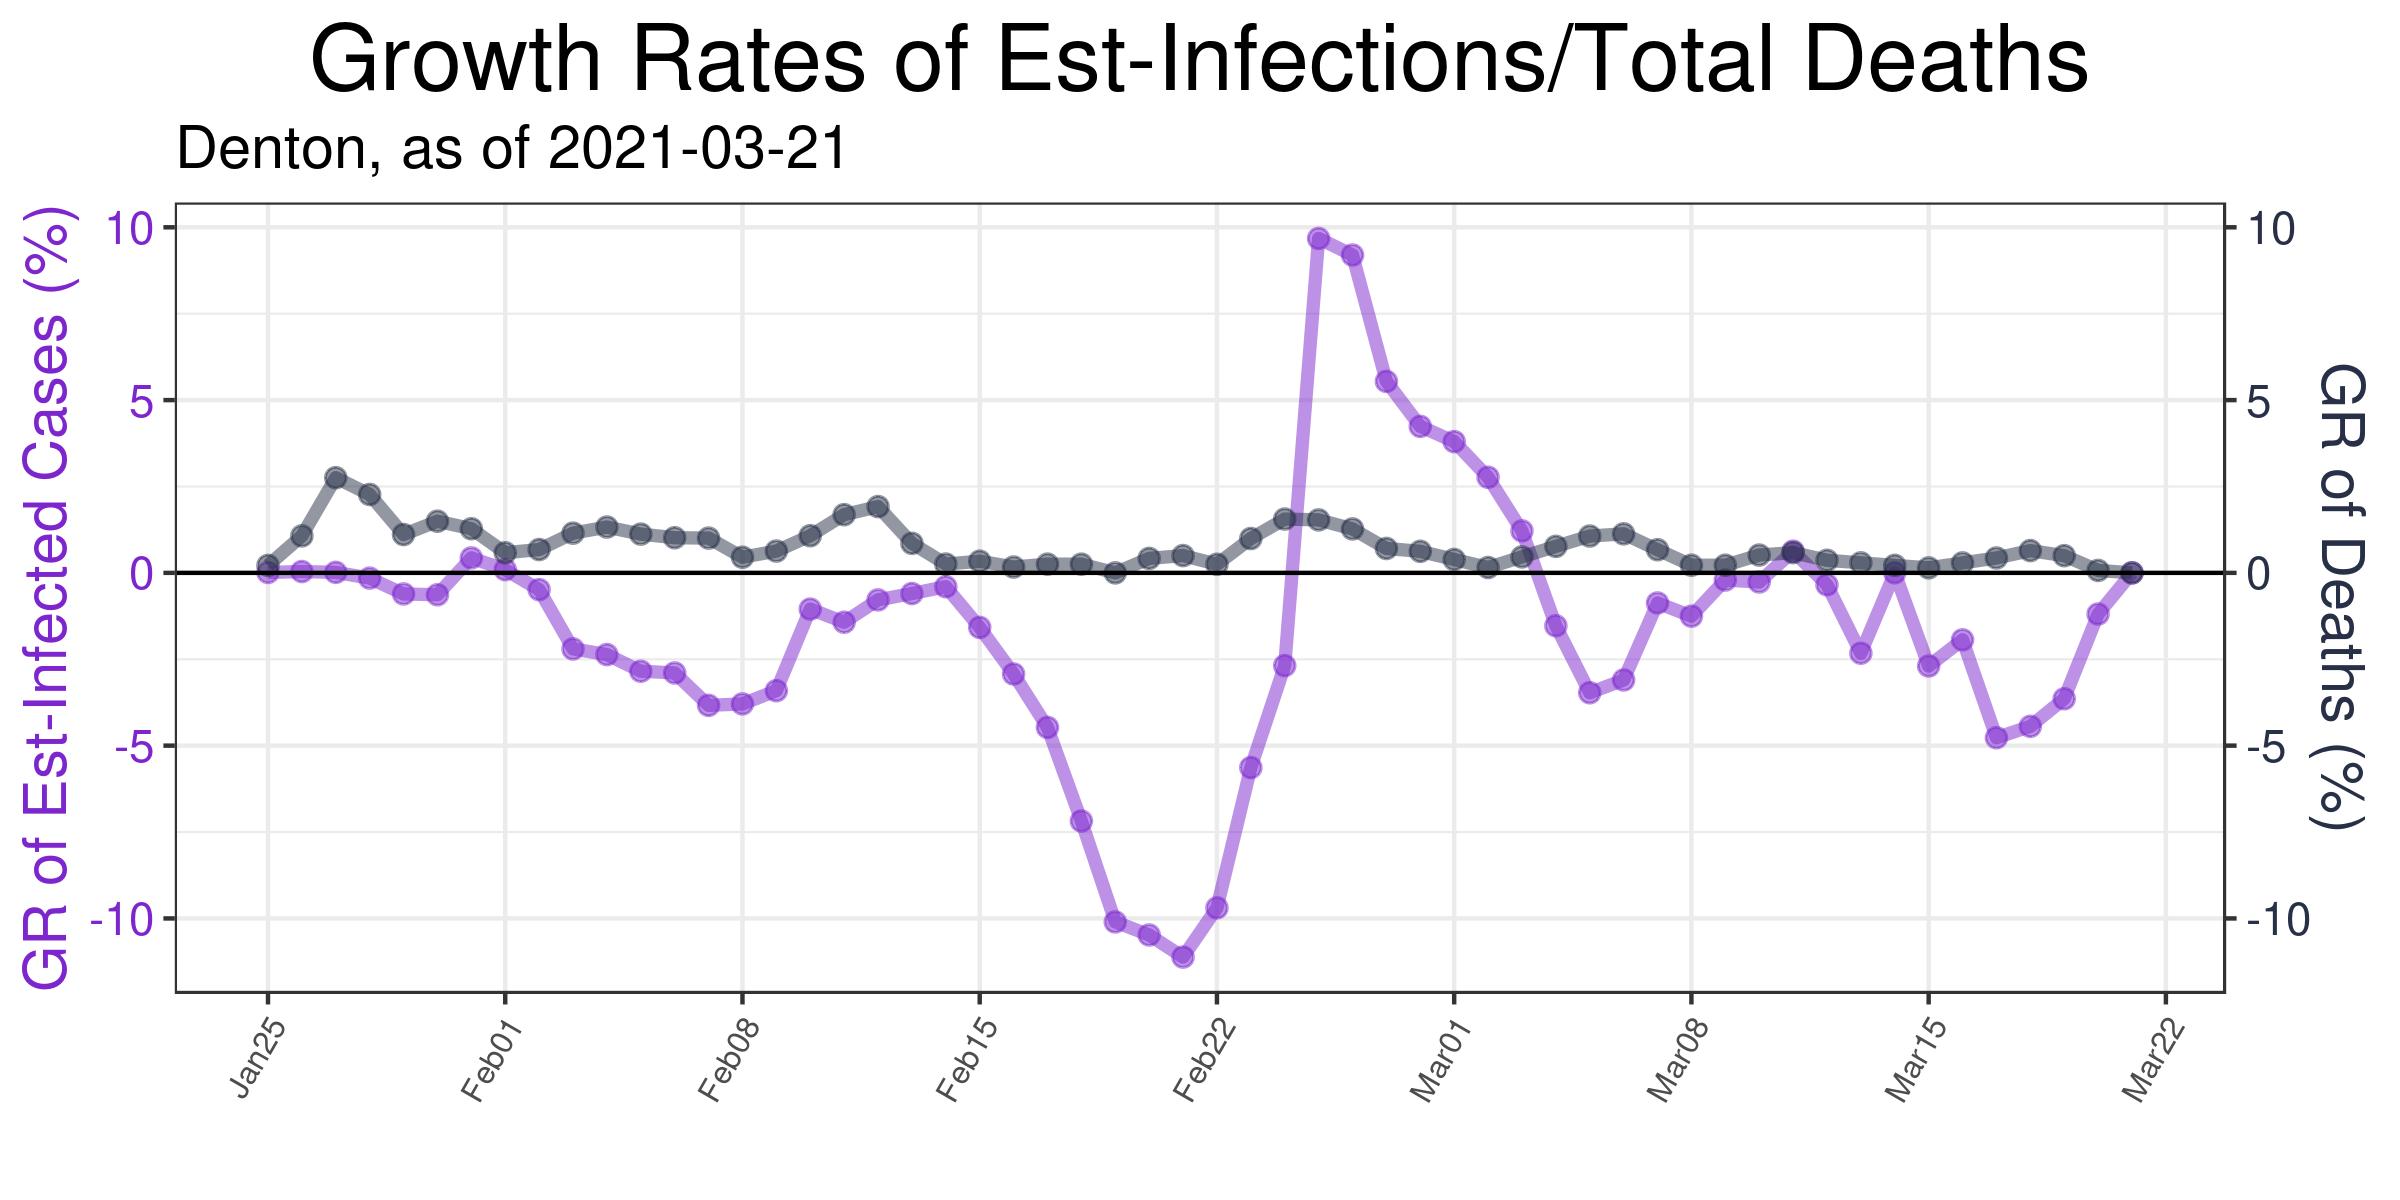 Growth Rates of Est-Infections/Total Deaths
Denton, as of 2021-03-21
GR of Est-Infected Cases (%)
10
5
0
-5
-10
10
5
0
-5
-10
GR of Deaths (%)
Jan25
Feb01
Feb08
Feb15
Feb22
Mar01
Mar08
Mar15
Mar22